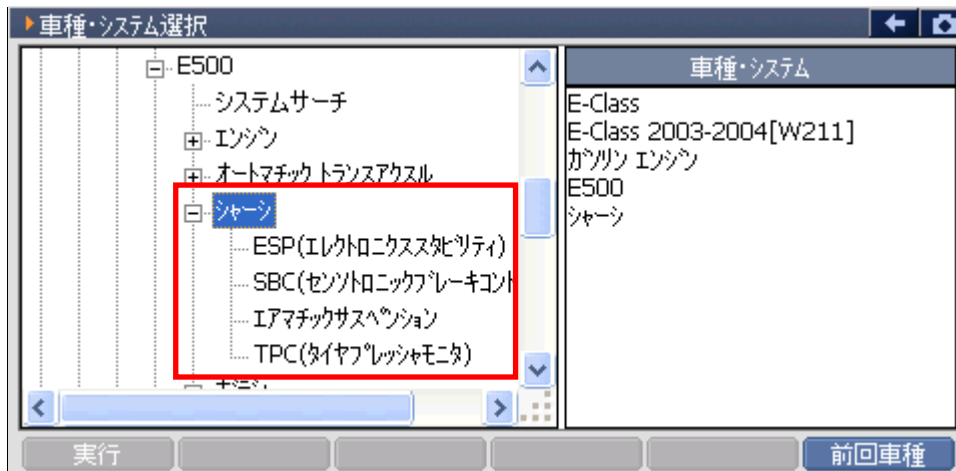 車種・システム選択
E500
システムサーチ
エンジン
オートマチック トランスアクスル
シャーシ
ESP(エレクトロニクススタビリティ)
SBC(センソトロニックブレーキコント
エアマチックサスペンション
TPC(タイヤプレッシャモニタ)
車種・システム
E-Class
E-Class 2003-2004[W211]
ガソリン エンジン
E500
シャーシ
実行
前回車種